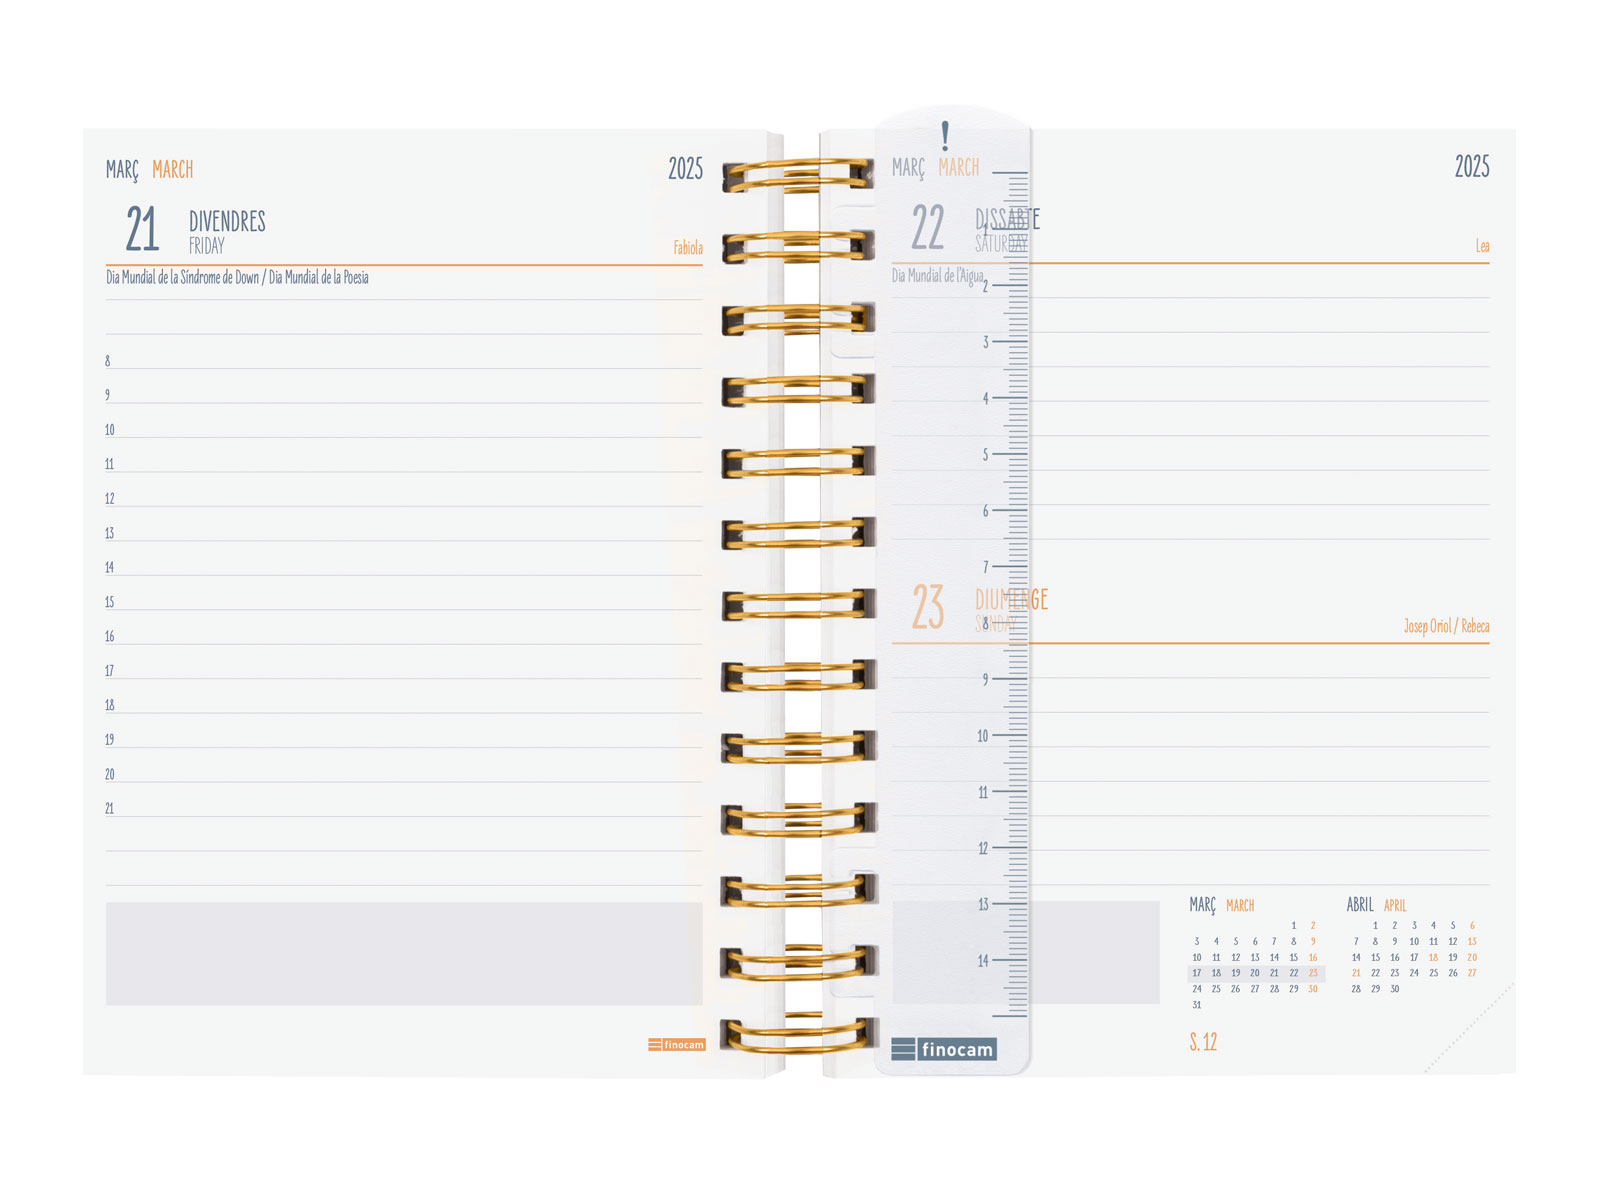 MARÇ MARCH 2025
21 DIVENDRES
FRIDAY Fabiola
Dia Mundial de la Síndrome de Down / Dia Mundial de la Poesia
8
9
10
11
12
13
14
15
16
17
18
19
20
21
finocam
!
MARÇ MARCH 2025
22 DISSABTE
SATURDAY Lea
Dia Mundial de l'Aigua
1
2
3
4
5
6
7
23 DIUMENGE
SUNDAY Josep Oriol / Rebeca
8
9
10
11
12
13
14
finocam
MARÇ MARCH
1 2
3 4 5 6 7 8 9
10 11 12 13 14 15 16
17 18 19 20 21 22 23
24 25 26 27 28 29 30
31
S. 12
ABRIL APRIL
1 2 3 4 5 6
7 8 9 10 11 12 13
14 15 16 17 18 19 20
21 22 23 24 25 26 27
28 29 30